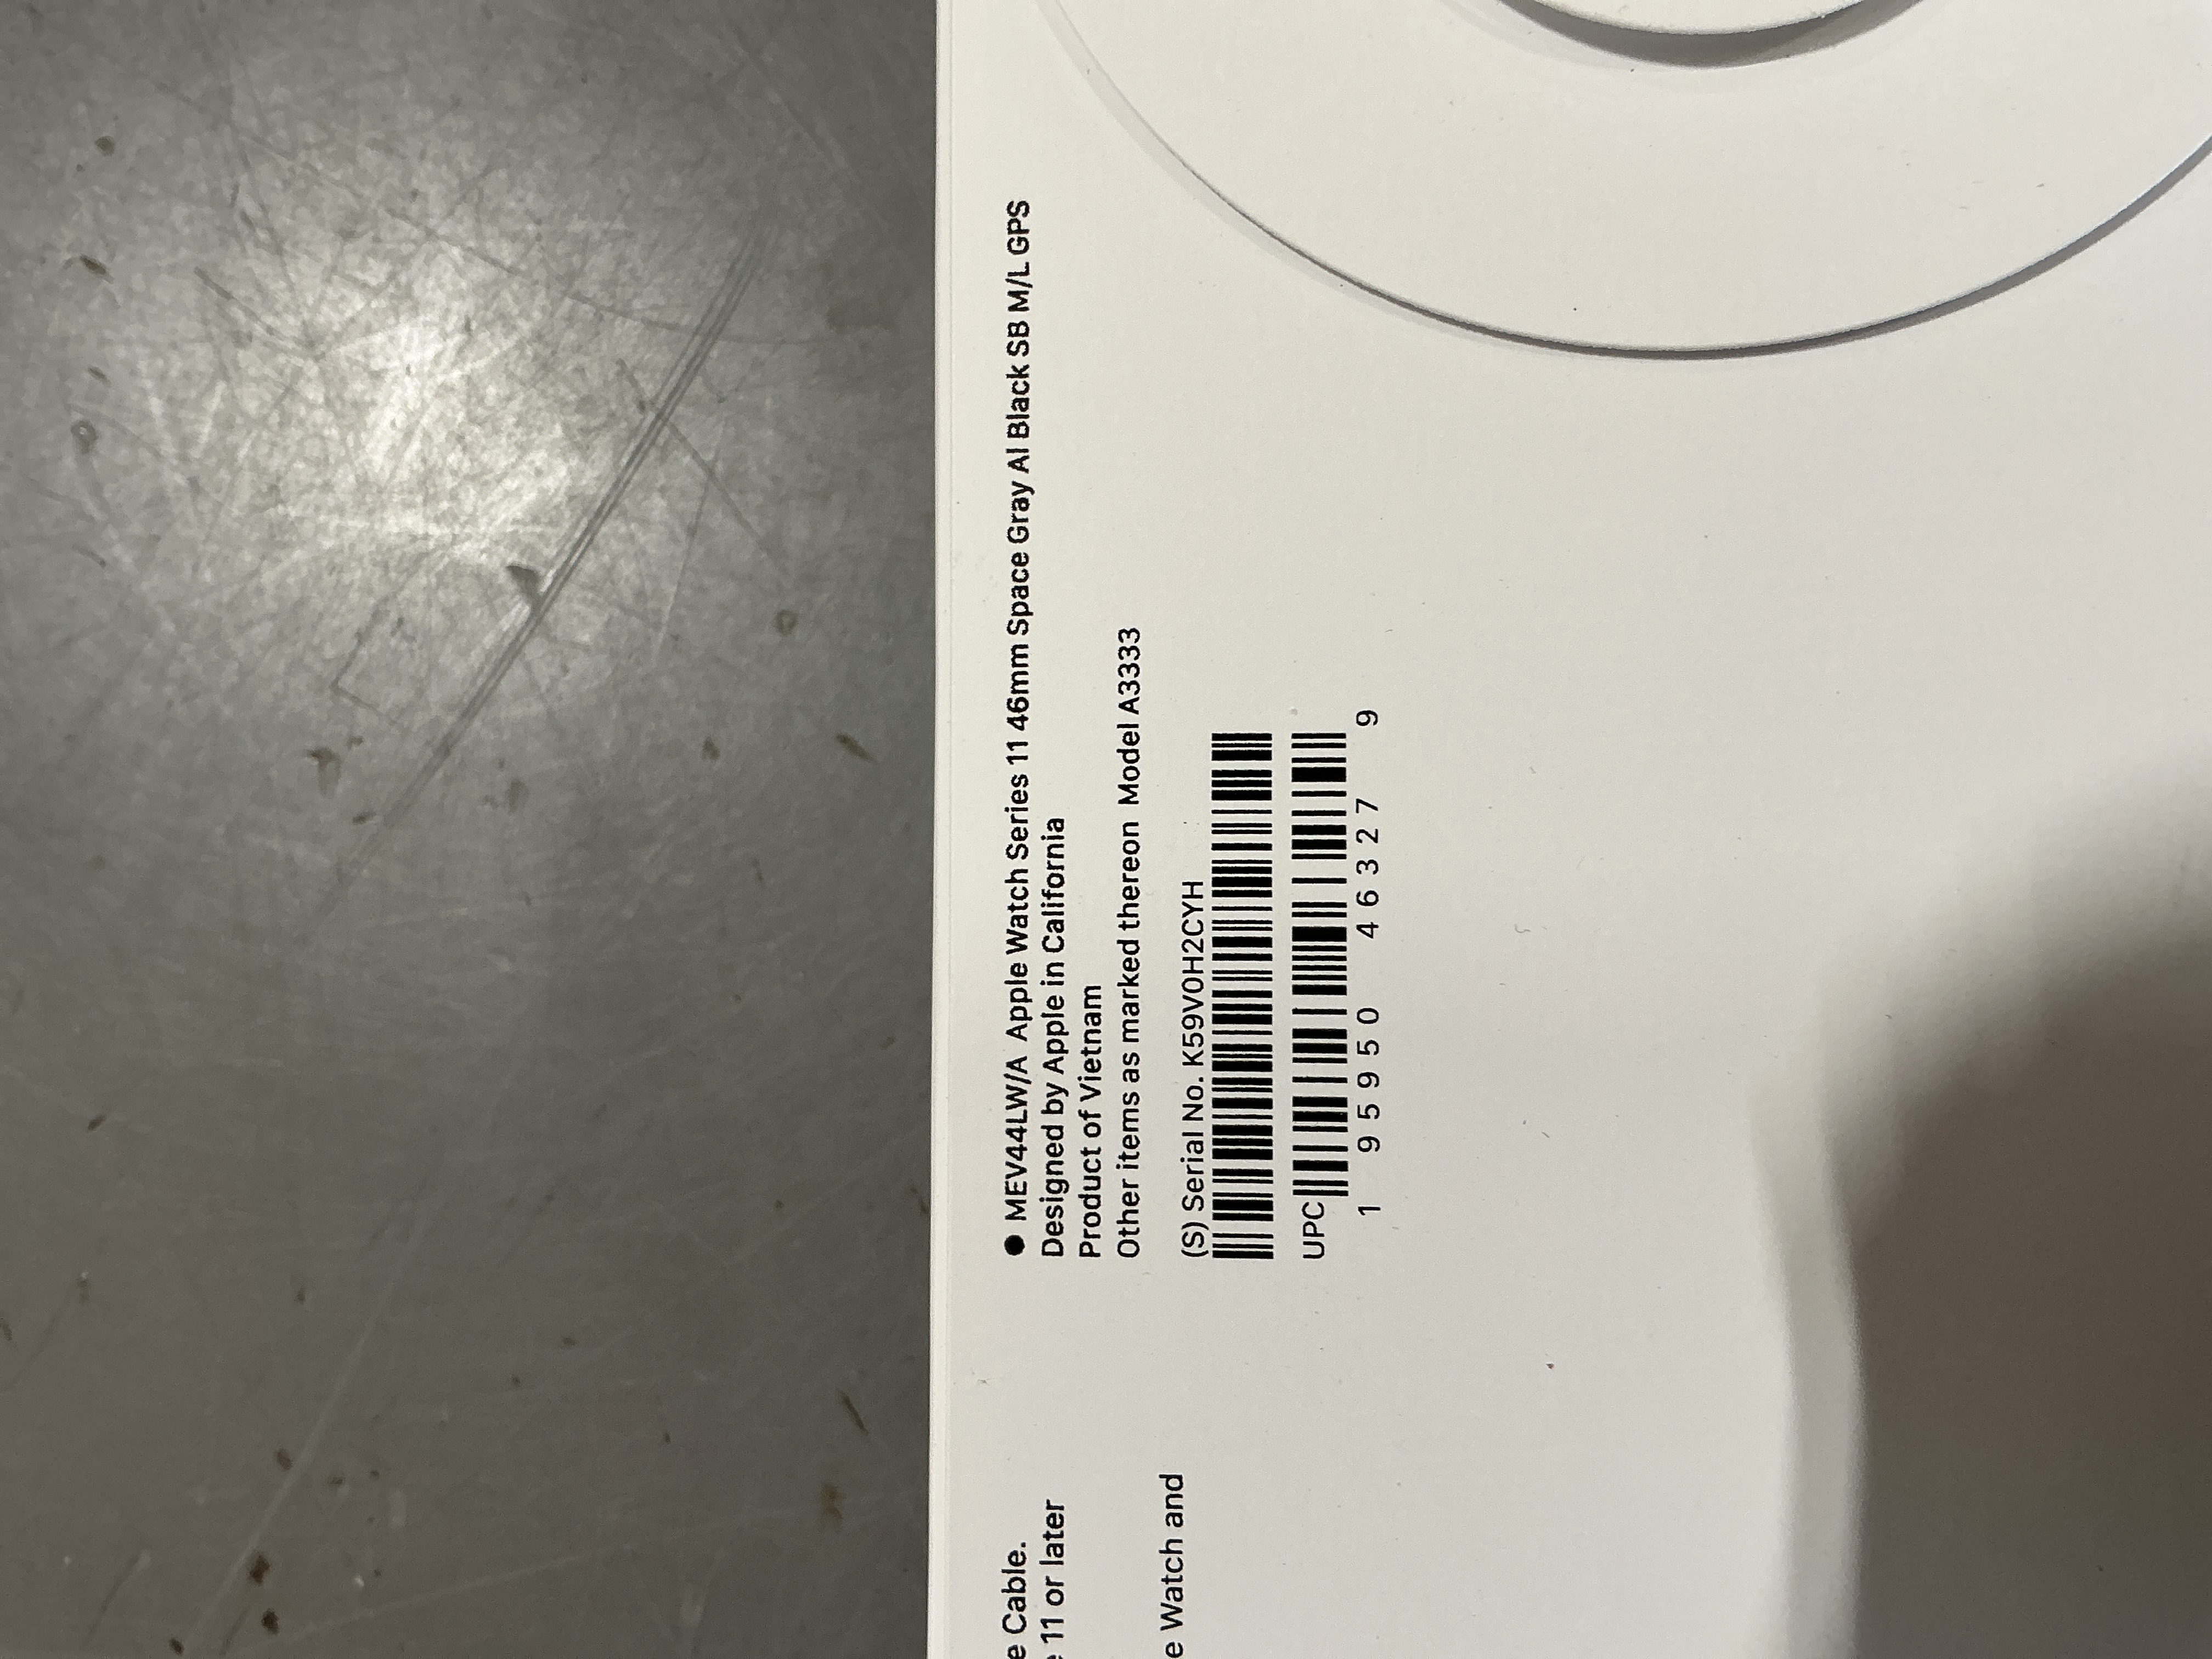 ● MEV44LW/A Apple Watch Series 11 46mm Space Gray Al Black SB M/L GPS
Designed by Apple in California
Product of Vietnam
Other items as marked thereon Model A3333
(S) Serial No. K59V0H2CYH
UPC
1 95950 46327 9
e Cable.
11 or later
e Watch and